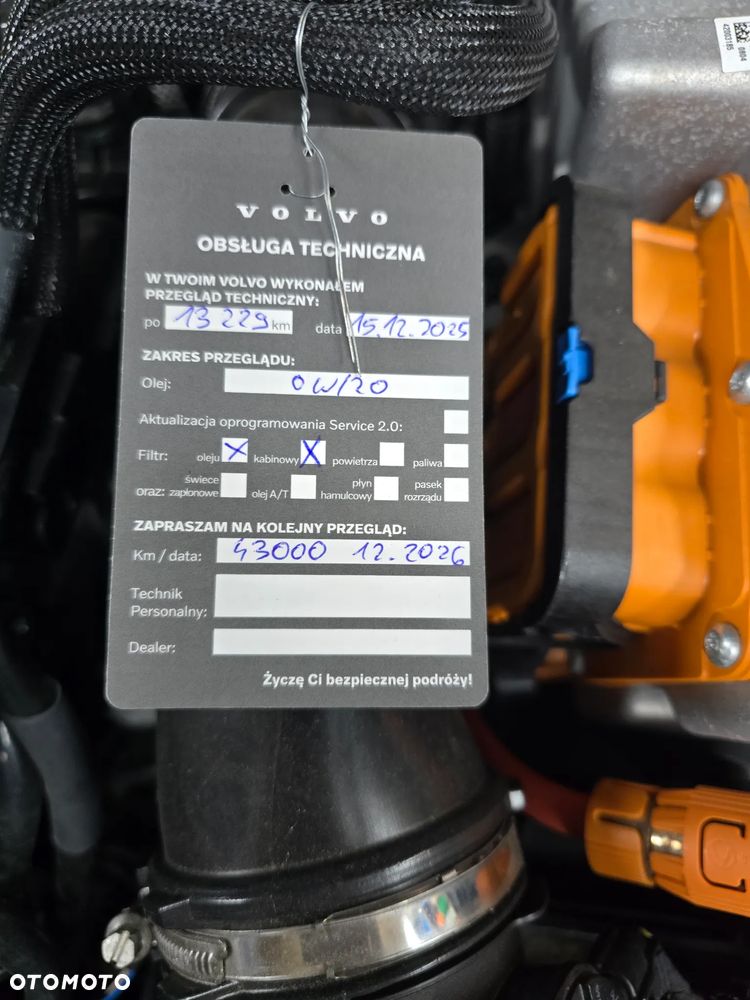 6894
42003185
VOLVO
OBSŁUGA TECHNICZNA
W TWOIM VOLVO WYKONAŁEM
PRZEGLĄD TECHNICZNY:
po 13 229 km data 15.12.2025
ZAKRES PRZEGLĄDU:
Olej: 0W/20
Aktualizacja oprogramowania Service 2.0:
Filtr: oleju X kabinowy X powietrza paliwa
oraz: świece zapłonowe olej A/T płyn hamulcowy pasek rozrządu
ZAPRASZAM NA KOLEJNY PRZEGLĄD:
Km / data: 43000 12.2026
Technik
Personalny:
Dealer:
Życzę Ci bezpiecznej podróży!
OTOMOTO